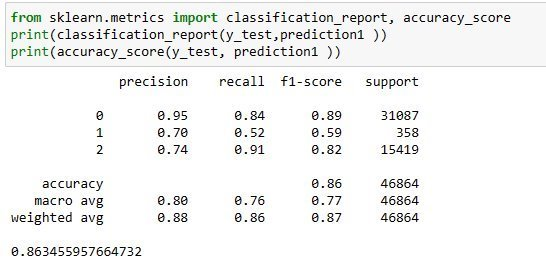 from sklearn.metrics import classification_report, accuracy_score
print(classification_report(y_test,prediction1 ))
print(accuracy_score(y_test, prediction1 ))
precision recall f1-score support
0 0.95 0.84 0.89 31087
1 0.70 0.52 0.59 358
2 0.74 0.91 0.82 15419
accuracy 0.86 46864
macro avg 0.80 0.76 0.77 46864
weighted avg 0.88 0.86 0.87 46864
0.863455957664732